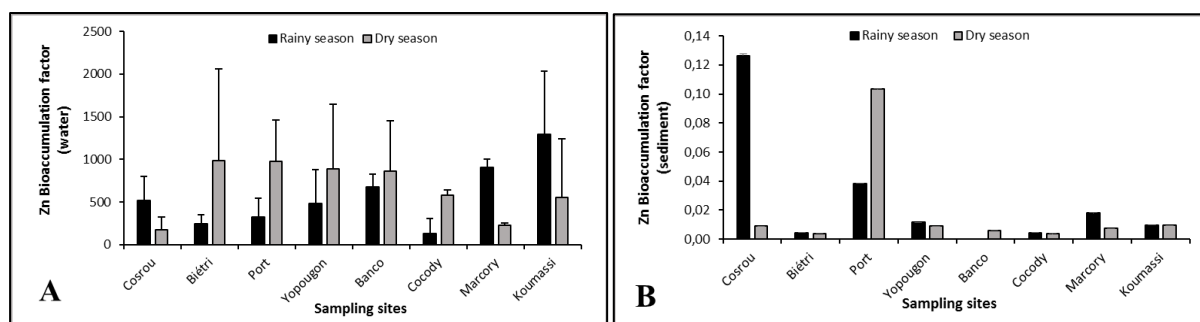 Zn Bioaccumulation factor
(water)
2500
2000
1500
1000
500
0
Rainy season
Dry season
Cosrou
Biétri
Port
Yopougon
Banco
Cocody
Marcory
Koumassi
Sampling sites
A
Zn Bioaccumulation factor
(sediment)
0,14
0,12
0,10
0,08
0,06
0,04
0,02
0,00
Rainy season
Dry season
Cosrou
Biétri
Port
Yopougon
Banco
Cocody
Marcory
Koumassi
Sampling sites
B